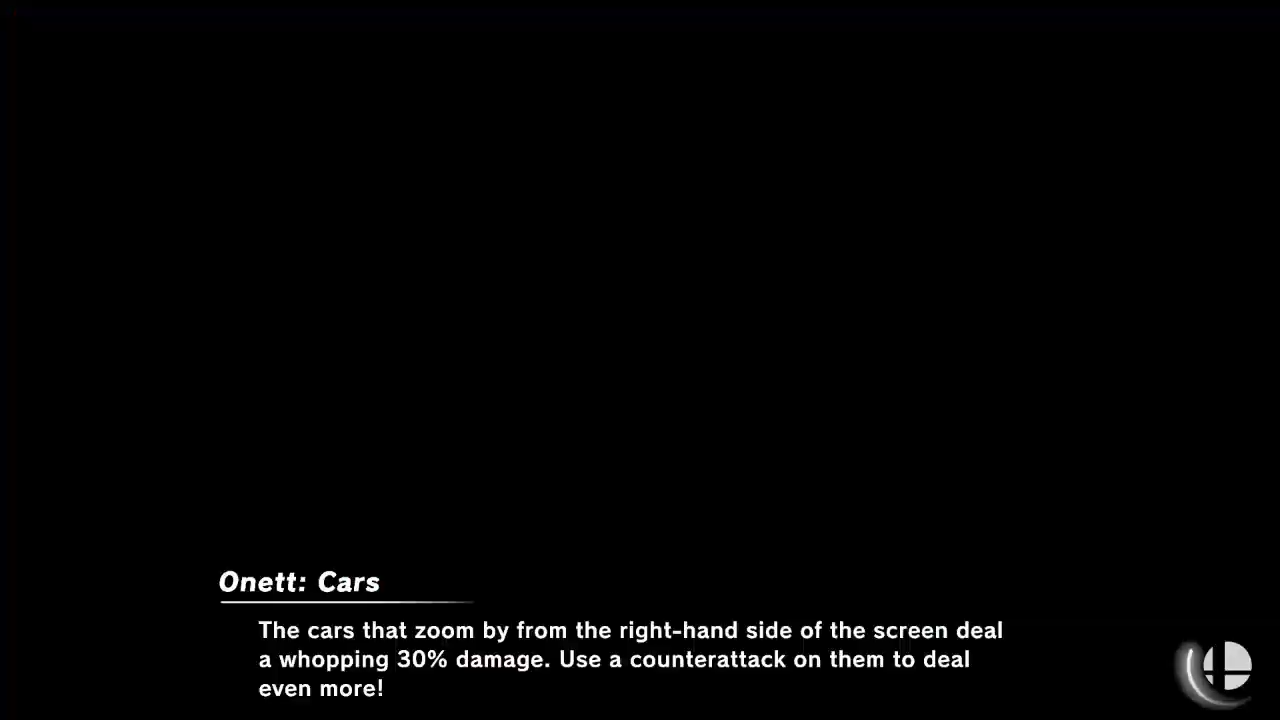 Onett: Cars
The cars that zoom by from the right-hand side of the screen deal
a whopping 30% damage. Use a counterattack on them to deal
even more!